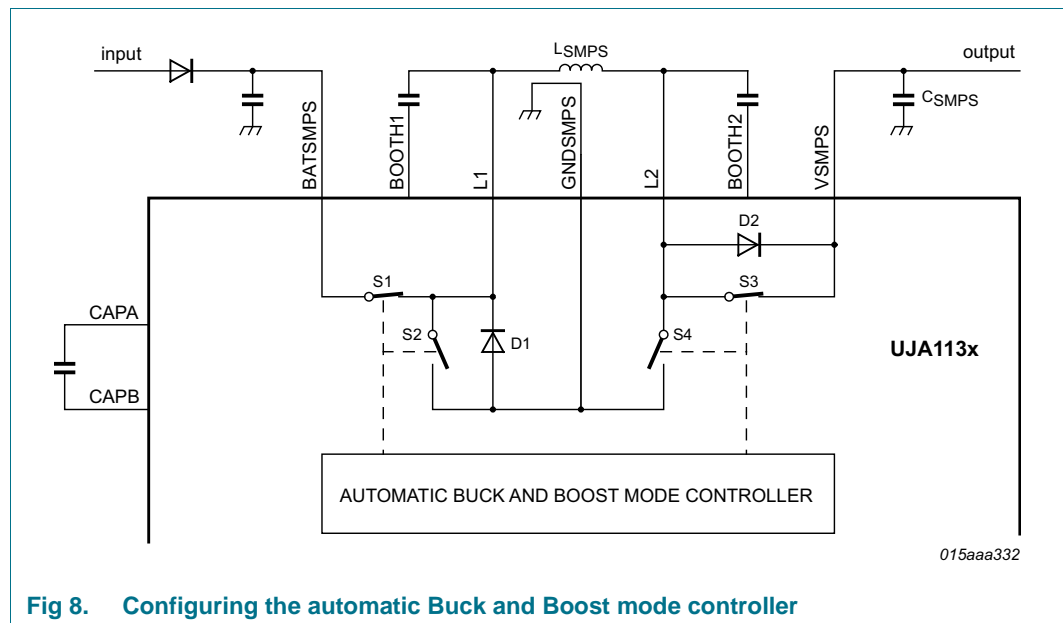 input
LSMPS
output
CSMPS
BATSMPS
BOOTH1
L1
GNDSMPS
L2
BOOTH2
VSMPS
D2
S1
S3
CAPA
S2
D1
S4
UJA113x
CAPB
AUTOMATIC BUCK AND BOOST MODE CONTROLLER
015aaa332
Fig 8. Configuring the automatic Buck and Boost mode controller